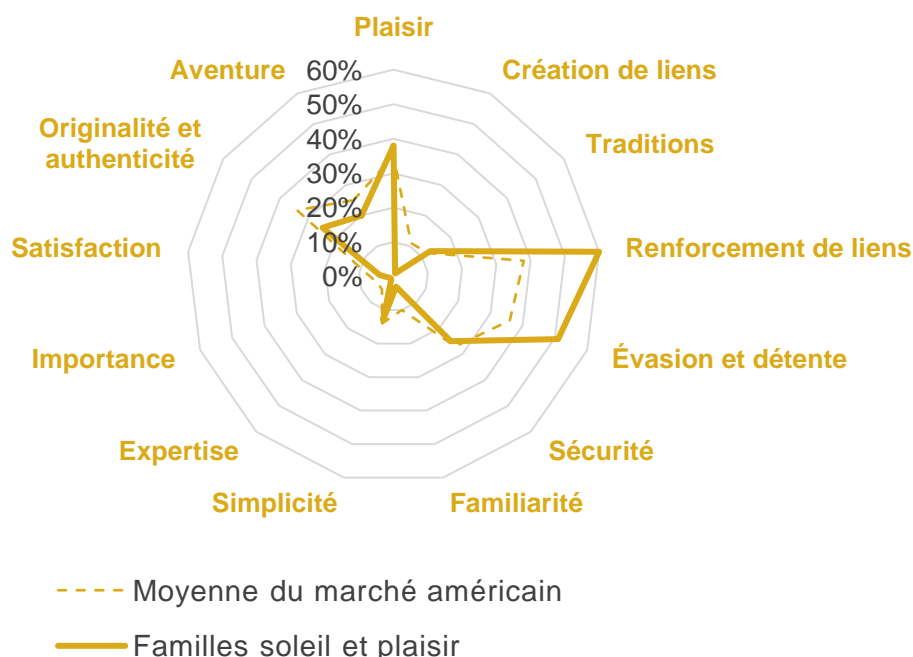 Plaisir
Aventure
60%
Création de liens
50%
Originalité et
authenticité
40%
Traditions
30%
20%
Satisfaction
10%
Renforcement de liens
0%
Importance
Évasion et détente
Expertise
Sécurité
Simplicité
Familiarité
Moyenne du marché américain
Familles soleil et plaisir